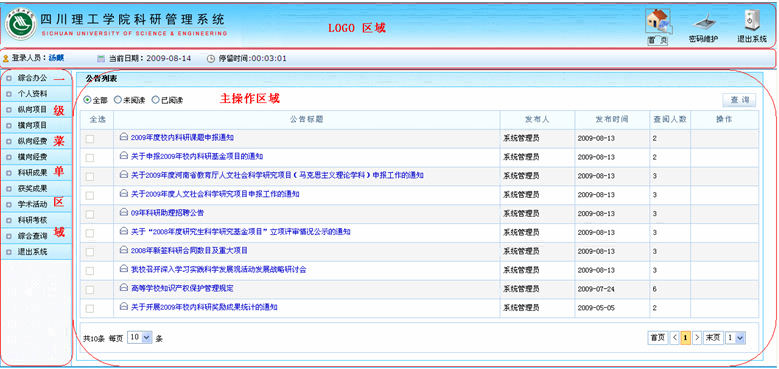 四川理工学院科研管理系统
SICHUAN UNIVERSITY OF SCIENCE & ENGINEERING
LOGO 区域
首 页
密码维护
退出系统
登录人员：汤颐
当前日期：2009-08-14
停留时间:00:03:01
综合办公
个人资料
纵向项目
横向项目
纵向经费
横向经费
科研成果
获奖成果
学术活动
科研考核
综合查询
退出系统
一级菜单区域
公告列表
全部 未阅读 已阅读
主操作区域
查 询
全选 公告标题 发布人 发布时间 查阅人数 操作
2009年度校内科研课题申报通知 系统管理员 2009-08-13 2
关于申报2009年校内科研基金项目的通知 系统管理员 2009-08-13 2
关于2009年度河南省教育厅人文社会科学研究项目（马克思主义理论学科）申报工作的通知 系统管理员 2009-08-13 3
关于2009年度人文社会科学研究项目申报工作的通知 系统管理员 2009-08-13 3
09年科研助理招聘公告 系统管理员 2009-08-13 3
关于“2008年度研究生科学研究基金项目”立项评审情况公示的通知 系统管理员 2009-08-13 3
2008年新签科研合同数目及重大项目 系统管理员 2009-08-13 3
我校召开深入学习实践科学发展观活动发展战略研讨会 系统管理员 2009-08-13 3
高等学校知识产权保护管理规定 系统管理员 2009-07-24 6
关于开展2009年校内科研奖励成果统计的通知 系统管理员 2009-05-05 2
共10条 每页 10 条
首页 < 1 > 末页 1